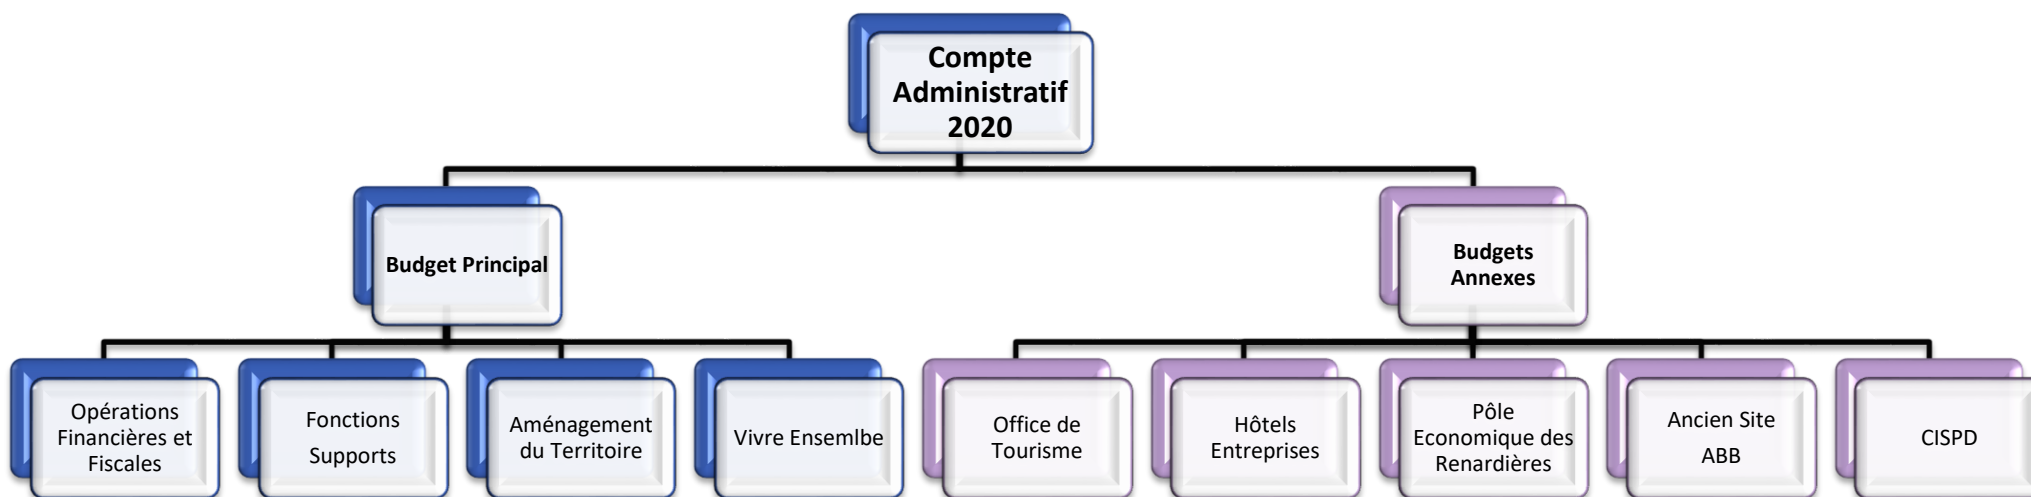 Compte
Administratif
2020
Budget Principal
Budgets
Annexes
Opérations
Financières et
Fiscales
Fonctions
Supports
Aménagement
du Territoire
Vivre Ensemlbe
Office de
Tourisme
Hôtels
Entreprises
Pôle
Economique des
Renardières
Ancien Site
ABB
CISPD